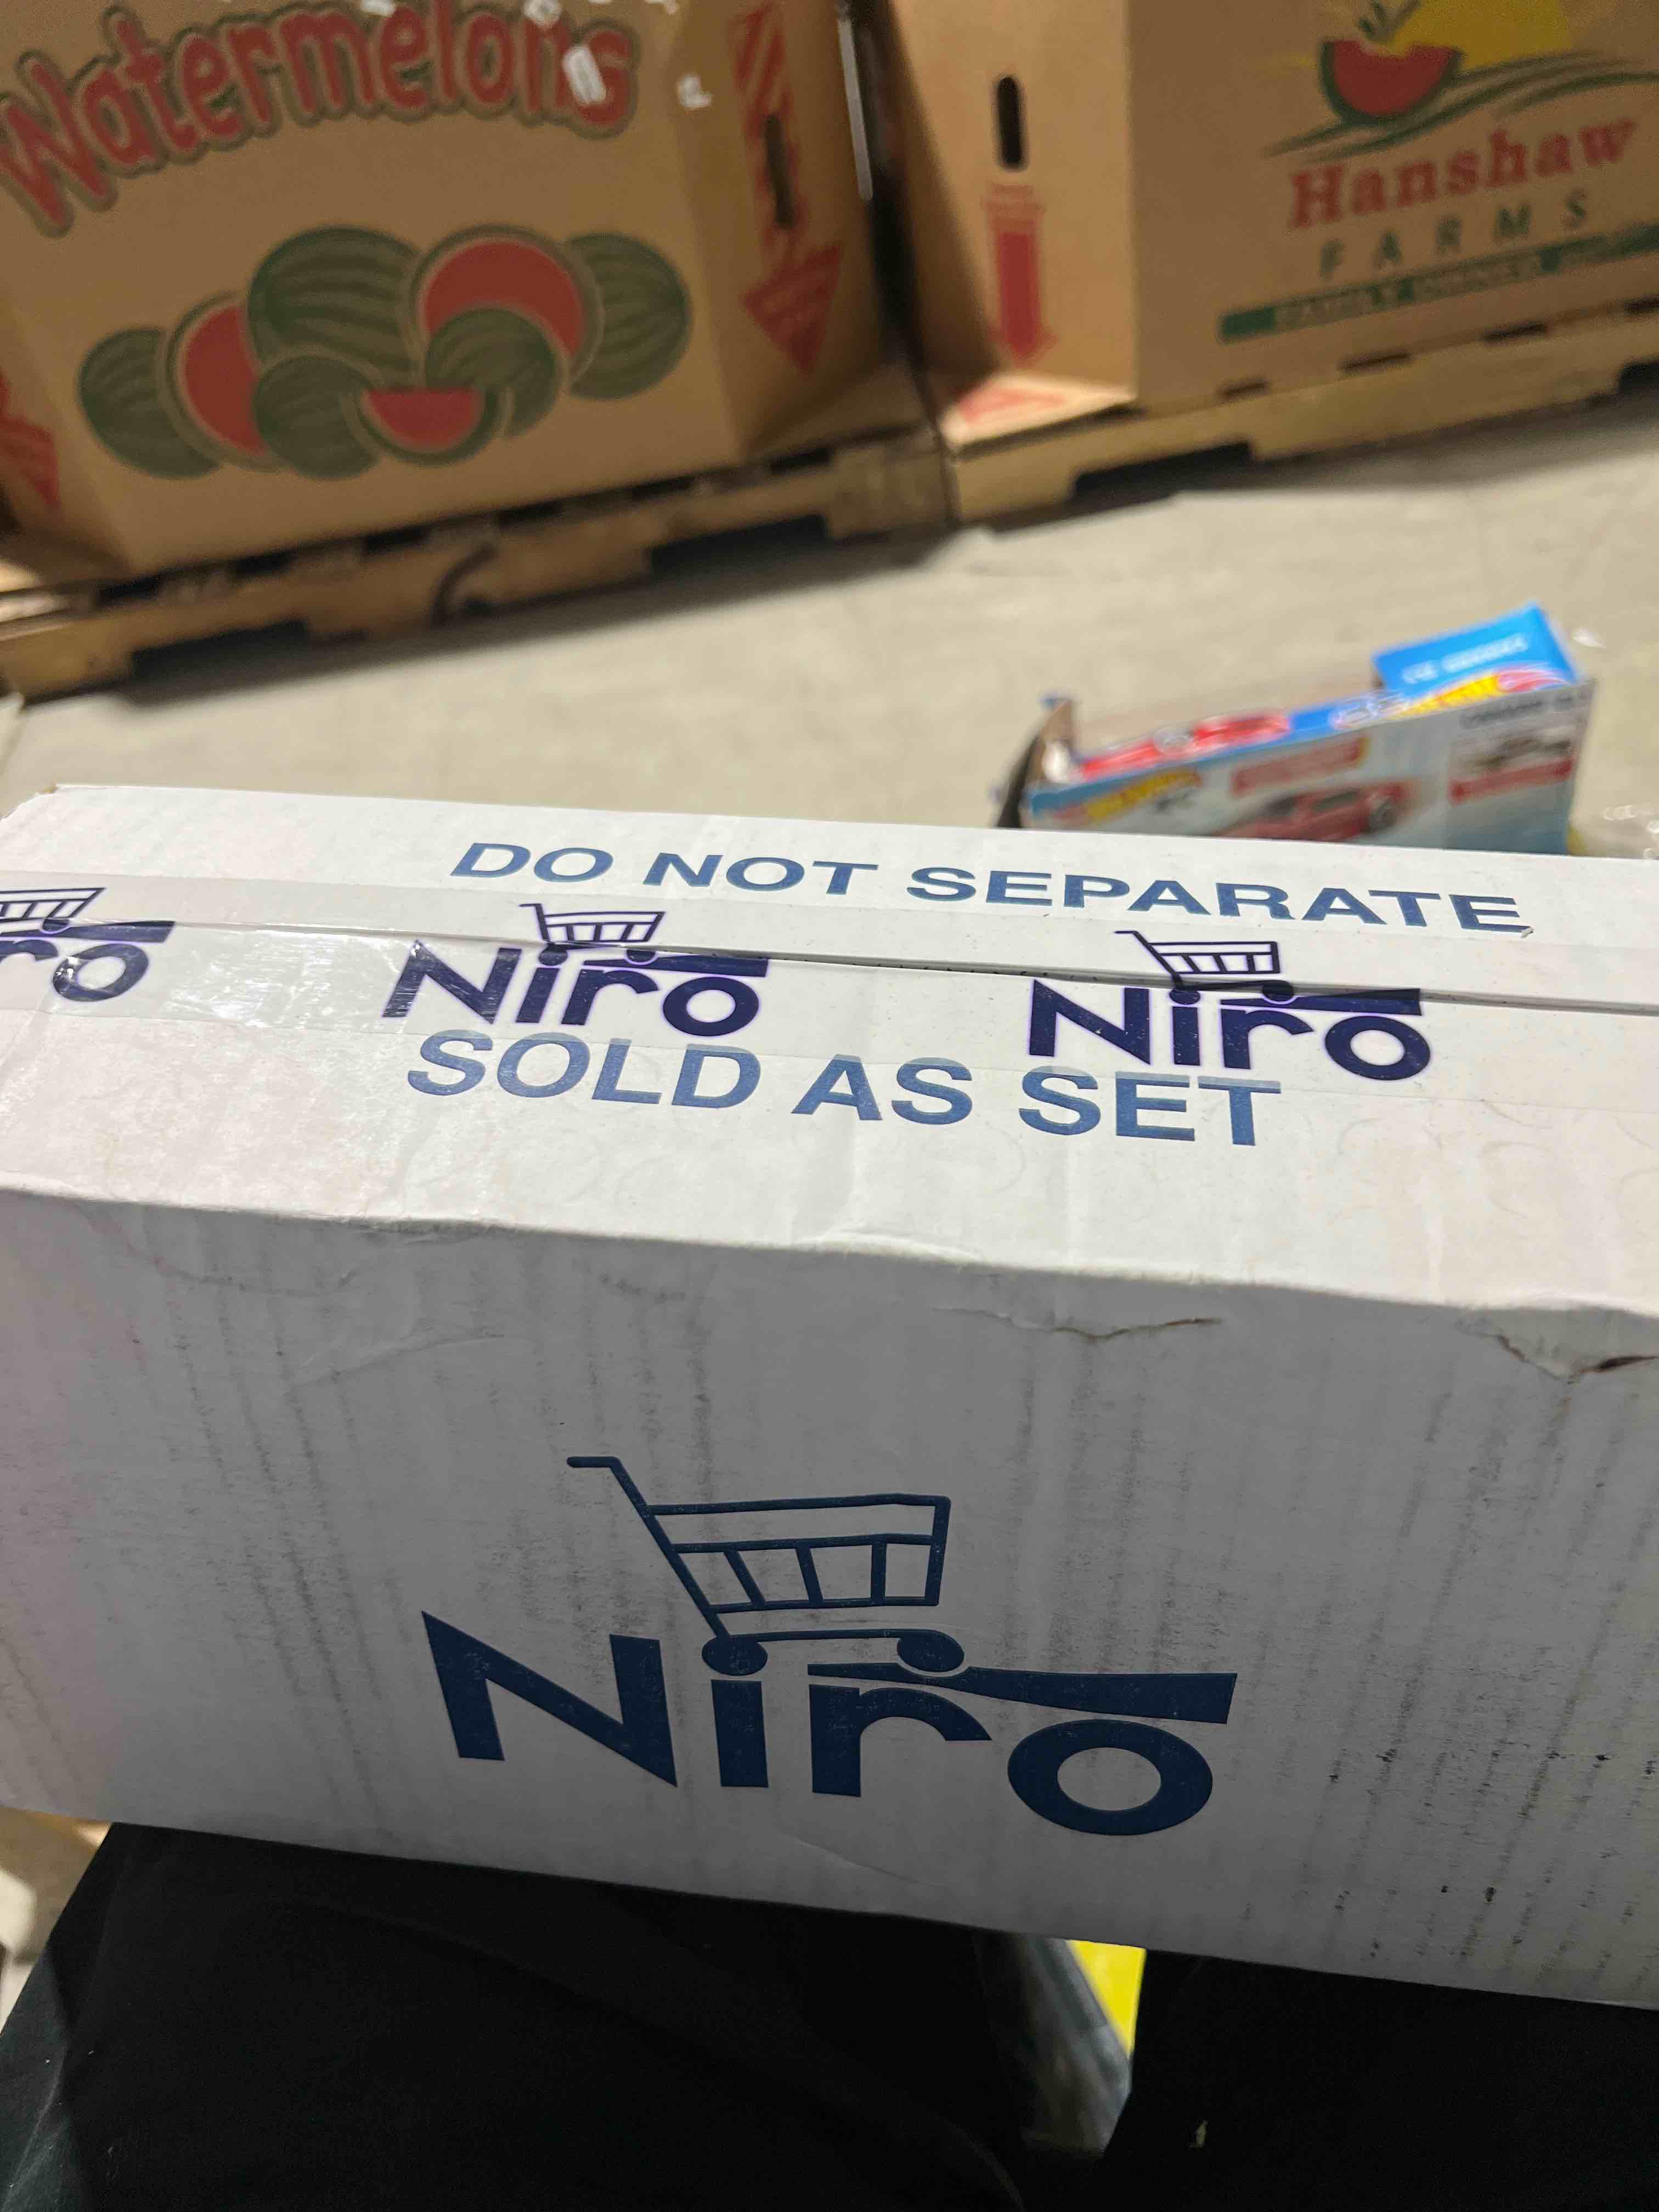 Watermelons
Hanshaw
FARMS
DO NOT SEPARATE
Niro
Niro
Niro
SOLD AS SET
Niro